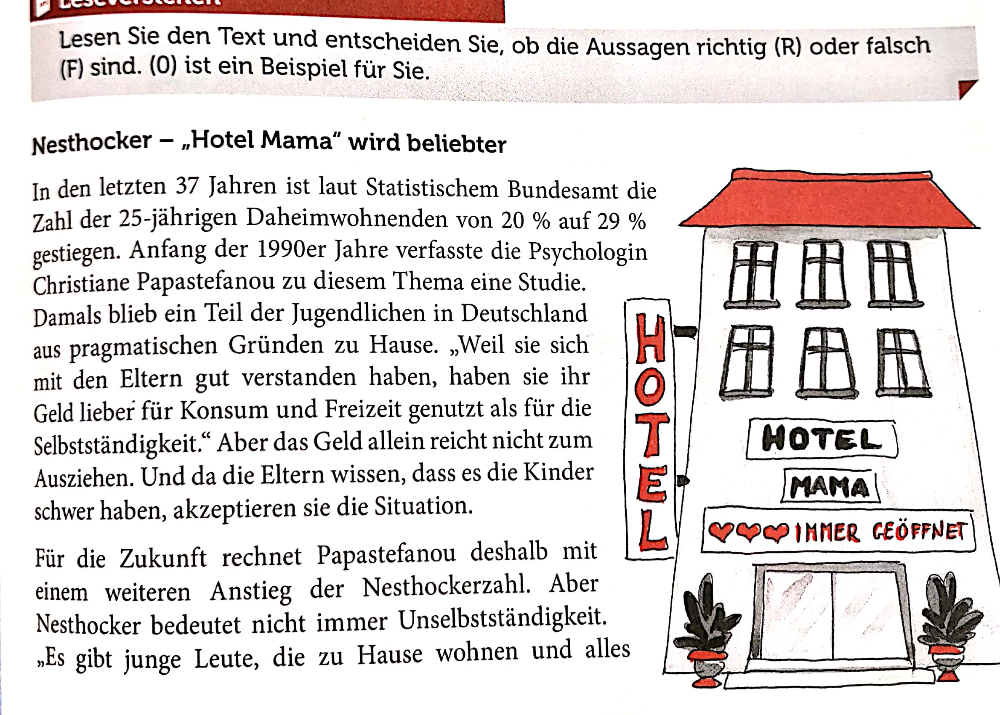 Leseverstehen
Lesen Sie den Text und entscheiden Sie, ob die Aussagen richtig (R) oder falsch
(F) sind. (0) ist ein Beispiel für Sie.
Nesthocker – „Hotel Mama“ wird beliebter
In den letzten 37 Jahren ist laut Statistischem Bundesamt die
Zahl der 25-jährigen Daheimwohnenden von 20 % auf 29 %
gestiegen. Anfang der 1990er Jahre verfasste die Psychologin
Christiane Papastefanou zu diesem Thema eine Studie.
Damals blieb ein Teil der Jugendlichen in Deutschland
aus pragmatischen Gründen zu Hause. „Weil sie sich
mit den Eltern gut verstanden haben, haben sie ihr
Geld lieber für Konsum und Freizeit genutzt als für die
Selbstständigkeit.“ Aber das Geld allein reicht nicht zum
Ausziehen. Und da die Eltern wissen, dass es die Kinder
schwer haben, akzeptieren sie die Situation.
Für die Zukunft rechnet Papastefanou deshalb mit
einem weiteren Anstieg der Nesthockerzahl. Aber
Nesthocker bedeutet nicht immer Unselbstständigkeit.
„Es gibt junge Leute, die zu Hause wohnen und alles
HOTEL
HOTEL
MAMA
IMMER GEÖFFNET